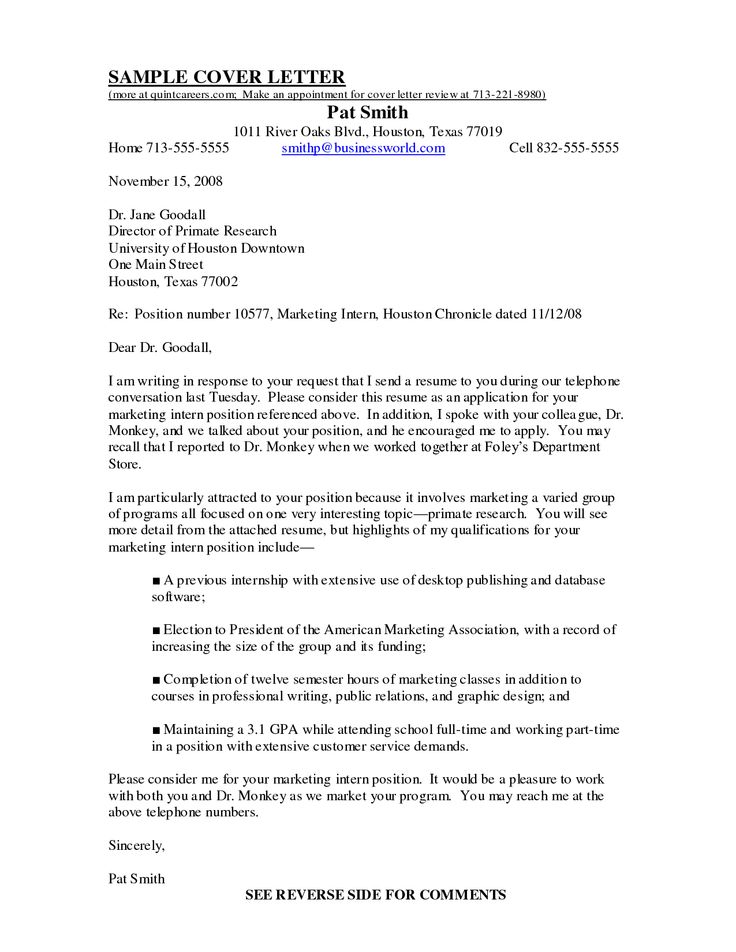 SAMPLE COVER LETTER
(more at quintcareers.com; Make an appointment for cover letter review at 713-221-8980)
Pat Smith
1011 River Oaks Blvd., Houston, Texas 77019
Home 713-555-5555 smithp@businessworld.com Cell 832-555-5555
November 15, 2008
Dr. Jane Goodall
Director of Primate Research
University of Houston Downtown
One Main Street
Houston, Texas 77002
Re: Position number 10577, Marketing Intern, Houston Chronicle dated 11/12/08
Dear Dr. Goodall,
I am writing in response to your request that I send a resume to you during our telephone
conversation last Tuesday. Please consider this resume as an application for your
marketing intern position referenced above. In addition, I spoke with your colleague, Dr.
Monkey, and we talked about your position, and he encouraged me to apply. You may
recall that I reported to Dr. Monkey when we worked together at Foley's Department
Store.
I am particularly attracted to your position because it involves marketing a varied group
of programs all focused on one very interesting topic—primate research. You will see
more detail from the attached resume, but highlights of my qualifications for your
marketing intern position include—
■ A previous internship with extensive use of desktop publishing and database
software;
■ Election to President of the American Marketing Association, with a record of
increasing the size of the group and its funding;
■ Completion of twelve semester hours of marketing classes in addition to
courses in professional writing, public relations, and graphic design; and
■ Maintaining a 3.1 GPA while attending school full-time and working part-time
in a position with extensive customer service demands.
Please consider me for your marketing intern position. It would be a pleasure to work
with both you and Dr. Monkey as we market your program. You may reach me at the
above telephone numbers.
Sincerely,
Pat Smith
SEE REVERSE SIDE FOR COMMENTS